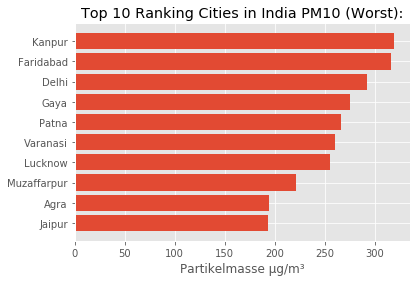 Top 10 Ranking Cities in India PM10 (Worst):
Kanpur
Faridabad
Delhi
Gaya
Patna
Varanasi
Lucknow
Muzaffarpur
Agra
Jaipur
0 50 100 150 200 250 300
Partikelmasse µg/m³